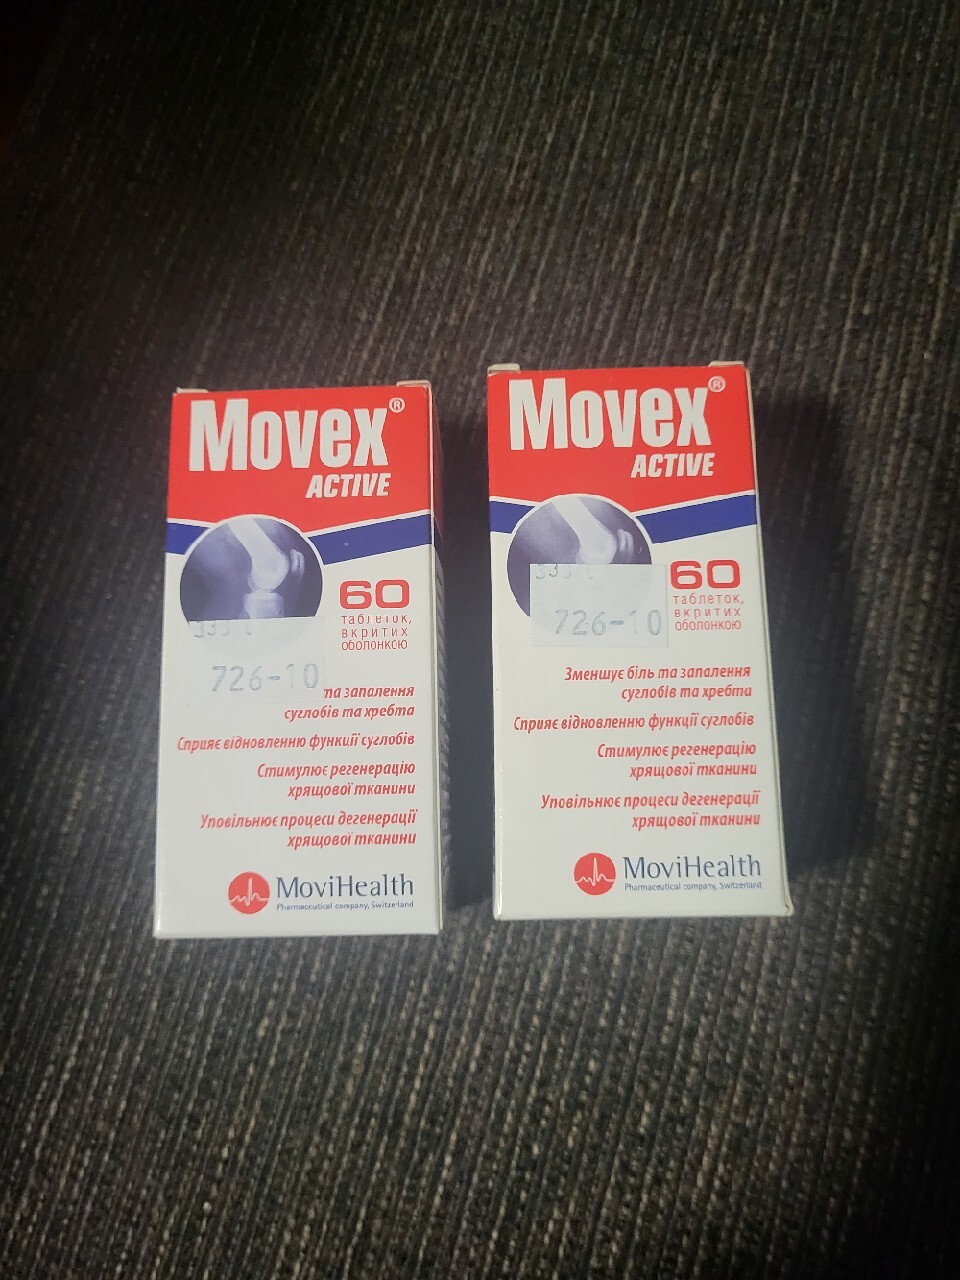 Movex®
ACTIVE
60
таблеток,
вкритих
оболонкою
726-10
та запалення
суглобів та хребта
Сприяє відновленню функції суглобів
Стимулює регенерацію
хрящової тканини
Уповільнює процеси дегенерації
хрящової тканини
MoviHealth
Pharmaceutical company, Switzerland
Movex®
ACTIVE
60
таблеток,
вкритих
оболонкою
726-10
Зменшує біль та запалення
суглобів та хребта
Сприяє відновленню функції суглобів
Стимулює регенерацію
хрящової тканини
Уповільнює процеси дегенерації
хрящової тканини
MoviHealth
Pharmaceutical company, Switzerland